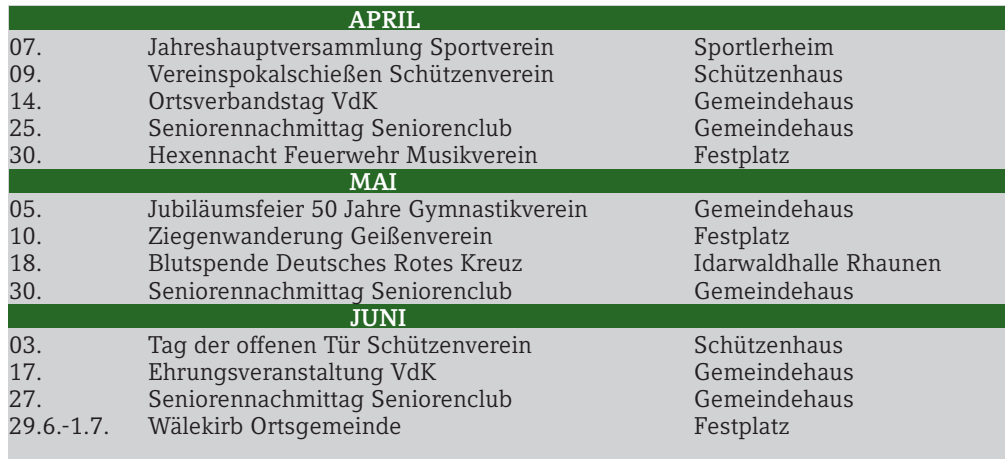 APRIL
07. Jahreshauptversammlung Sportverein Sportlerheim
09. Vereinspokalschießen Schützenverein Schützenhaus
14. Ortsverbandstag VdK Gemeindehaus
25. Seniorennachmittag Seniorenclub Gemeindehaus
30. Hexennacht Feuerwehr Musikverein Festplatz
MAI
05. Jubiläumsfeier 50 Jahre Gymnastikverein Gemeindehaus
10. Ziegenwanderung Geißenverein Festplatz
18. Blutspende Deutsches Rotes Kreuz Idarwaldhalle Rhaunen
30. Seniorennachmittag Seniorenclub Gemeindehaus
JUNI
03. Tag der offenen Tür Schützenverein Schützenhaus
17. Ehrungsveranstaltung VdK Gemeindehaus
27. Seniorennachmittag Seniorenclub Gemeindehaus
29.6.-1.7. Wälekirb Ortsgemeinde Festplatz